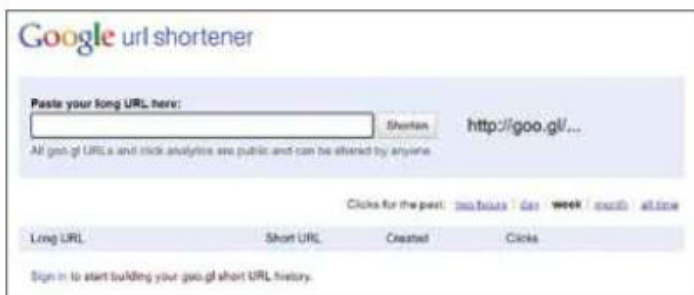 Google url shortener
Paste your long URL here:
Shorten http://goo.gl/...
All goo.gl URLs and click analytics are public and can be shared by anyone.
Clicks for the past: two hours | day | week | month | all time
Long URL Short URL Created Clicks
Sign in to start building your goo.gl short URL history.